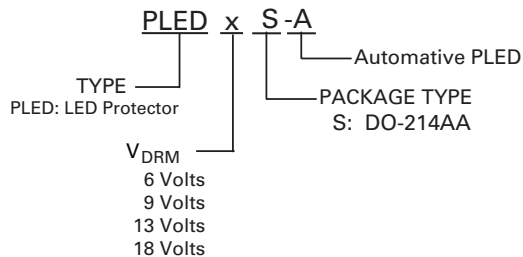 PLED x S -A
Automative PLED
TYPE
PLED: LED Protector
PACKAGE TYPE
S: DO-214AA
VDRM
6 Volts
9 Volts
13 Volts
18 Volts